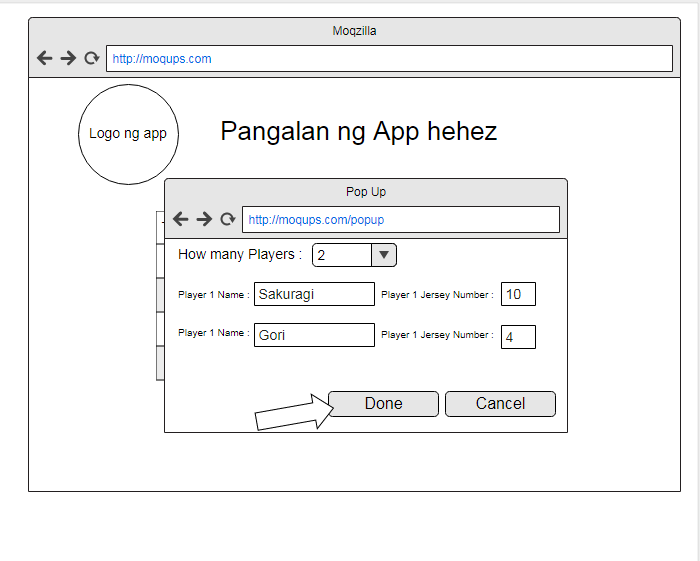 Moqzilla
http://moqups.com
Logo ng app
Pangalan ng App hehez
Pop Up
http://moqups.com/popup
How many Players : 2
Player 1 Name : Sakuragi Player 1 Jersey Number : 10
Player 1 Name : Gori Player 1 Jersey Number : 4
Done Cancel